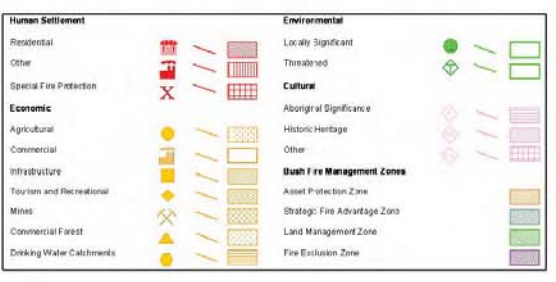 Human Settlement
Residential
Other
Special Fire Protection
Economic
Agricultural
Commercial
Infrastructure
Tourism and Recreational
Mines
Commercial Forest
Drinking Water Catchments
Environmental
Locally Significant
Threatened
Cultural
Aboriginal Significance
Historic Heritage
Other
Bush Fire Management Zones
Asset Protection Zone
Strategic Fire Advantage Zone
Land Management Zone
Fire Exclusion Zone